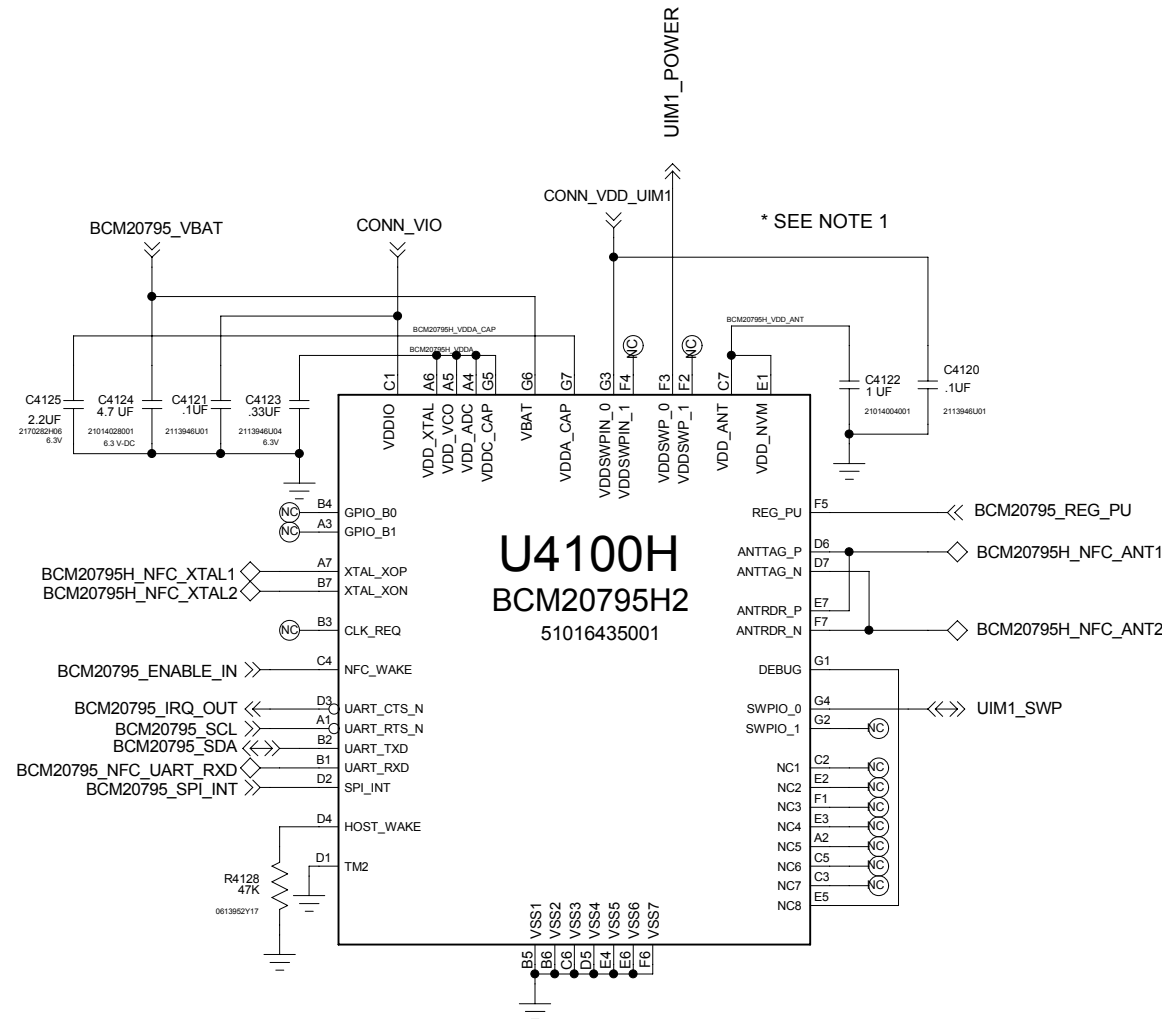 UIM1_POWER
CONN_VDD_UIM1
* SEE NOTE 1
BCM20795_VBAT
CONN_VIO
BCM20795H_VDD_ANT
BCM20795H_VDDA_CAP
BCM20795H_VDDA
NC
NC
C4125
2.2UF
2170282H06
6.3V
C4124
4.7 UF
21014028001
6.3 V-DC
C4121
.1UF
2113946U01
C4123
.33UF
2113946U04
6.3V
C4122
1 UF
21014004001
C4120
.1UF
2113946U01
C1
A6
A5
A4
G5
G6
G7
G3
F4
F3
F2
C7
E1
VDDIO
VDD_XTAL
VDD_VCO
VDD_ADC
VDDC_CAP
VBAT
VDDA_CAP
VDDSWPIN_0
VDDSWPIN_1
VDDSWP_0
VDDSWP_1
VDD_ANT
VDD_NVM
U4100H
BCM20795H2
51016435001
NC B4 GPIO_B0
NC A3 GPIO_B1
BCM20795H_NFC_XTAL1 A7 XTAL_XOP
BCM20795H_NFC_XTAL2 B7 XTAL_XON
NC B3 CLK_REQ
BCM20795_ENABLE_IN C4 NFC_WAKE
BCM20795_IRQ_OUT D3 UART_CTS_N
BCM20795_SCL A1 UART_RTS_N
BCM20795_SDA B2 UART_TXD
BCM20795_NFC_UART_RXD B1 UART_RXD
BCM20795_SPI_INT D2 SPI_INT
D4 HOST_WAKE
D1 TM2
R4128
47K
0613952Y17
REG_PU F5 BCM20795_REG_PU
ANTTAG_P D6 BCM20795H_NFC_ANT1
ANTTAG_N D7
ANTRDR_P E7
ANTRDR_N F7 BCM20795H_NFC_ANT2
DEBUG G1
SWPIO_0 G4 UIM1_SWP
SWPIO_1 G2 NC
NC1 C2 NC
NC2 E2 NC
NC3 F1 NC
NC4 E3 NC
NC5 A2 NC
NC6 C5 NC
NC7 C3 NC
NC8 E5
VSS1
VSS2
VSS3
VSS4
VSS5
VSS6
VSS7
B5
B6
C6
D5
E4
E6
F6